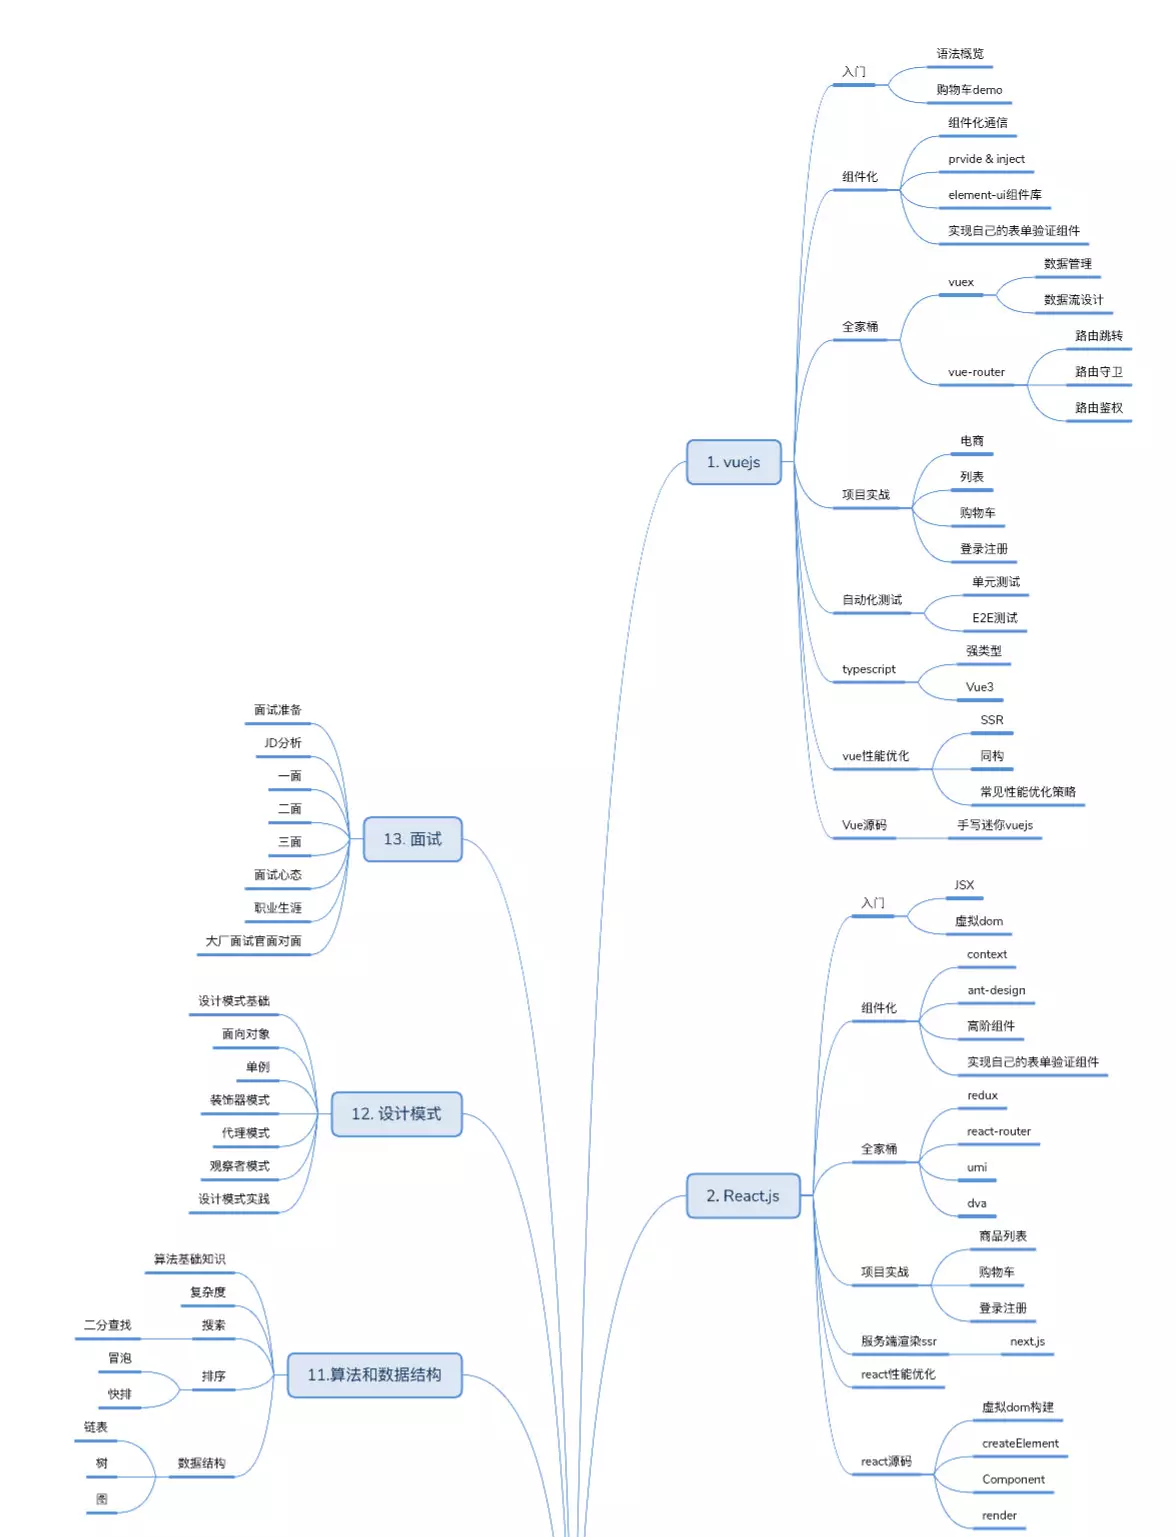 1. vuejs
入门
语法概览
购物车demo
组件化
组件化通信
prvide & inject
element-ui组件库
实现自己的表单验证组件
全家桶
vuex
数据管理
数据流设计
vue-router
路由跳转
路由守卫
路由鉴权
项目实战
电商
列表
购物车
登录注册
自动化测试
单元测试
E2E测试
typescript
强类型
Vue3
vue性能优化
SSR
同构
常见性能优化策略
Vue源码
手写迷你vuejs
2. React.js
入门
JSX
虚拟dom
组件化
context
ant-design
高阶组件
实现自己的表单验证组件
全家桶
redux
react-router
umi
dva
项目实战
商品列表
购物车
登录注册
服务端渲染ssr
next.js
react性能优化
react源码
虚拟dom构建
createElement
Component
render
13. 面试
面试准备
JD分析
一面
二面
三面
面试心态
职业生涯
大厂面试官面对面
12. 设计模式
设计模式基础
面向对象
单例
装饰器模式
代理模式
观察者模式
设计模式实践
11.算法和数据结构
算法基础知识
复杂度
搜索
二分查找
排序
冒泡
快排
数据结构
链表
树
图